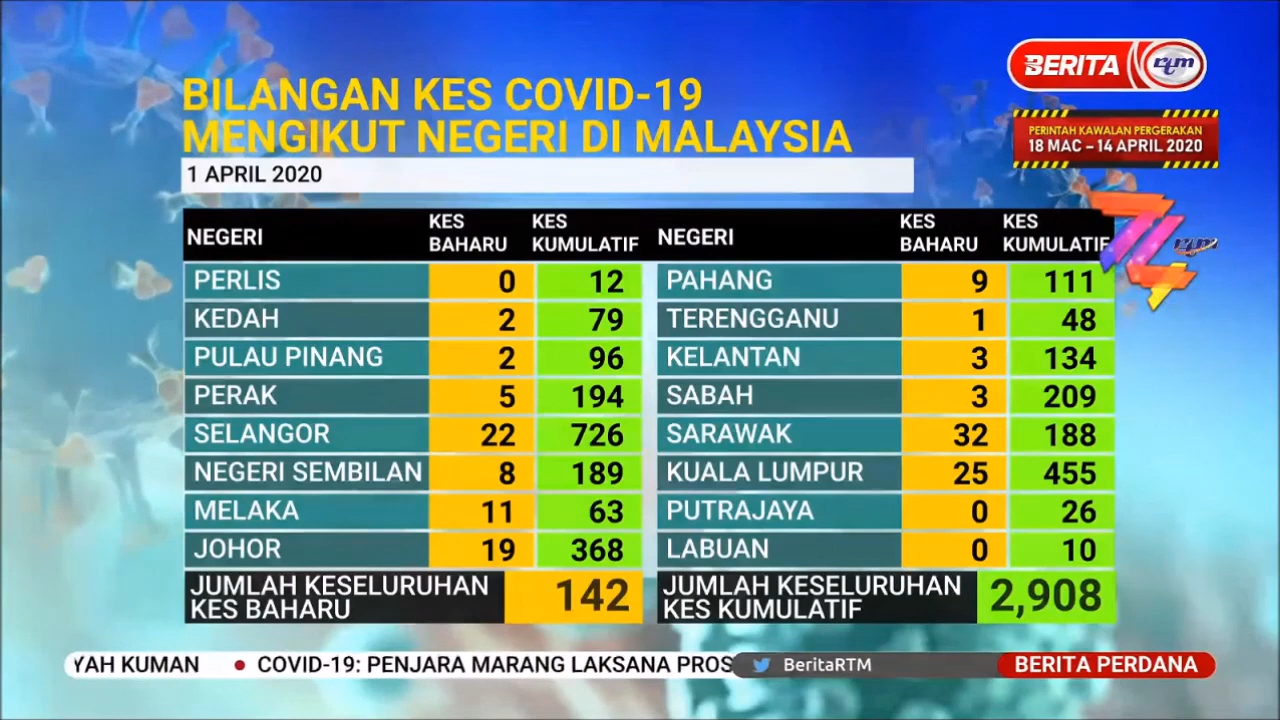 BERITA rtm
BILANGAN KES COVID-19
MENGIKUT NEGERI DI MALAYSIA
PERINTAH KAWALAN PERGERAKAN
18 MAC – 14 APRIL 2020
1 APRIL 2020
NEGERI KES BAHARU KES KUMULATIF NEGERI KES BAHARU KES KUMULATIF
rtm
PERLIS 0 12 PAHANG 9 111
KEDAH 2 79 TERENGGANU 1 48
PULAU PINANG 2 96 KELANTAN 3 134
PERAK 5 194 SABAH 3 209
SELANGOR 22 726 SARAWAK 32 188
NEGERI SEMBILAN 8 189 KUALA LUMPUR 25 455
MELAKA 11 63 PUTRAJAYA 0 26
JOHOR 19 368 LABUAN 0 10
JUMLAH KESELURUHAN KES BAHARU 142 JUMLAH KESELURUHAN KES KUMULATIF 2,908
YAH KUMAN • COVID-19: PENJARA MARANG LAKSANA PROS BeritaRTM BERITA PERDANA